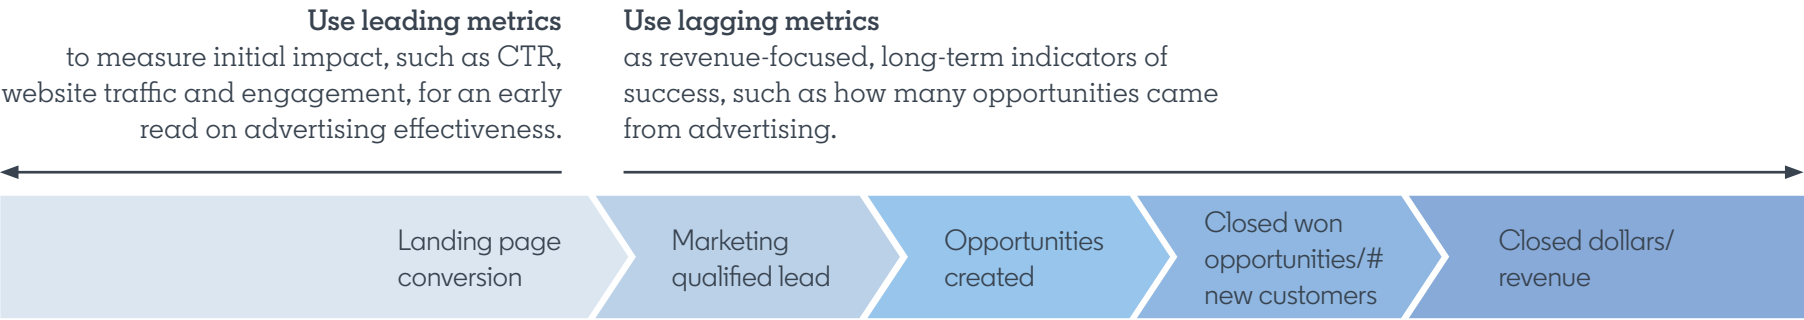 Use leading metrics
to measure initial impact, such as CTR,
website traffic and engagement, for an early
read on advertising effectiveness.
Use lagging metrics
as revenue-focused, long-term indicators of
success, such as how many opportunities came
from advertising.
Landing page
conversion
Marketing
qualified lead
Opportunities
created
Closed won
opportunities/#
new customers
Closed dollars/
revenue